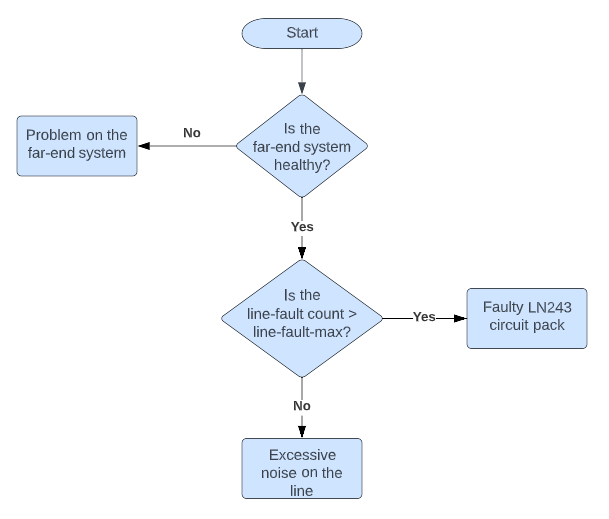 Start
Is the
far-end system
healthy?
No
Problem on the
far-end system
Yes
Is the
line-fault count >
line-fault-max?
Yes
Faulty LN243
circuit pack
No
Excessive
noise on the
line